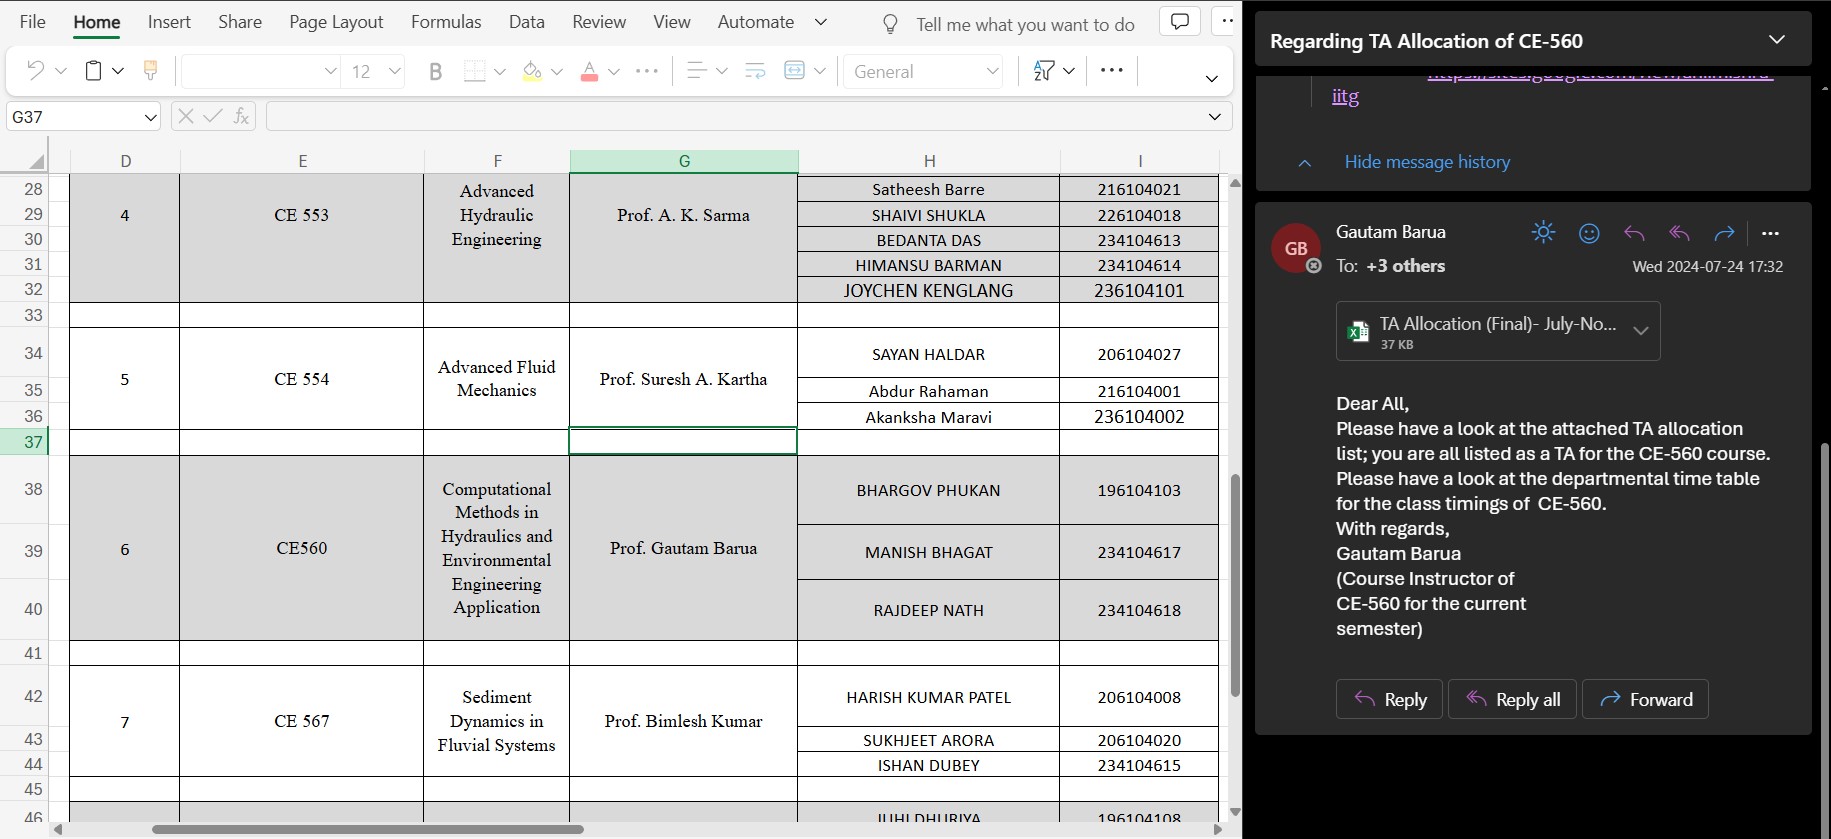 File Home Insert Share Page Layout Formulas Data Review View Automate Tell me what you want to do
12 B A General
G37 fx
D E F G H I
28 Satheesh Barre 216104021
29 4 CE 553 Advanced Hydraulic Engineering Prof. A. K. Sarma SHAIVI SHUKLA 226104018
30 BEDANTA DAS 234104613
31 HIMANSU BARMAN 234104614
32 JOYCHEN KENGLANG 236104101
33
34 SAYAN HALDAR 206104027
5 CE 554 Advanced Fluid Mechanics Prof. Suresh A. Kartha
35 Abdur Rahaman 216104001
36 Akanksha Maravi 236104002
37
38 BHARGOV PHUKAN 196104103
39 6 CE560 Computational Methods in Hydraulics and Environmental Engineering Application Prof. Gautam Barua MANISH BHAGAT 234104617
40 RAJDEEP NATH 234104618
41
42 HARISH KUMAR PATEL 206104008
7 CE 567 Sediment Dynamics in Fluvial Systems Prof. Bimlesh Kumar
43 SUKHJEET ARORA 206104020
44 ISHAN DUBEY 234104615
45
46 196104108
Regarding TA Allocation of CE-560
iitg
Hide message history
GB
Gautam Barua
To: +3 others
Wed 2024-07-24 17:32
TA Allocation (Final)- July-No...
37 KB
Dear All,
Please have a look at the attached TA allocation
list; you are all listed as a TA for the CE-560 course.
Please have a look at the departmental time table
for the class timings of CE-560.
With regards,
Gautam Barua
(Course Instructor of
CE-560 for the current
semester)
Reply Reply all Forward